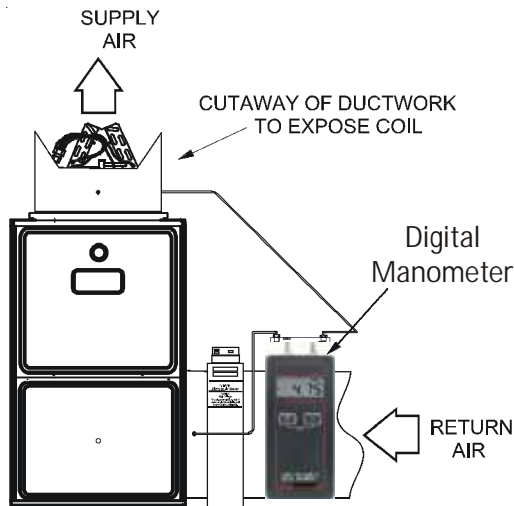 SUPPLY
AIR
CUTAWAY OF DUCTWORK
TO EXPOSE COIL
Digital
Manometer
RETURN
AIR